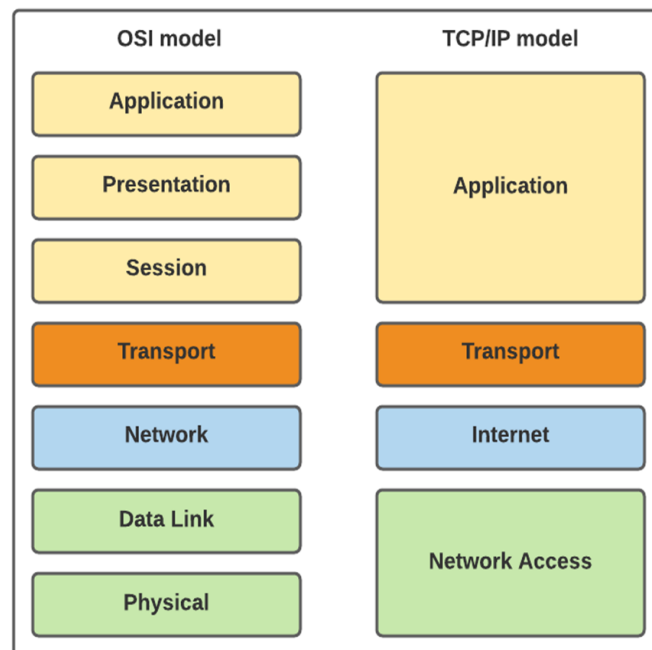 OSI model
TCP/IP model
Application
Presentation
Session
Transport
Network
Data Link
Physical
Application
Transport
Internet
Network Access